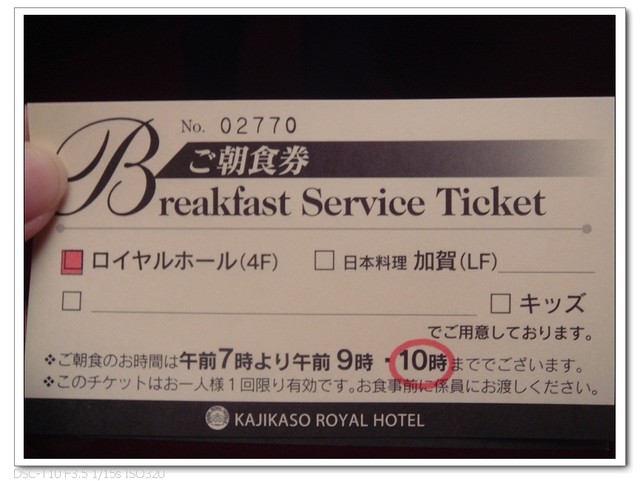 No. 02770
ご朝食券
Breakfast Service Ticket
ロイヤルホール(4F) 日本料理 加賀(LF)
キッズ
でご用意しております。
❖ご朝食のお時間は午前7時より午前 9時・10時まででございます。
❖このチケットはお一人様1回限り有効です。お食事前に係員にお渡しください。
KAJIKASO ROYAL HOTEL
DSC-T10 F3.5 1/15s ISO320